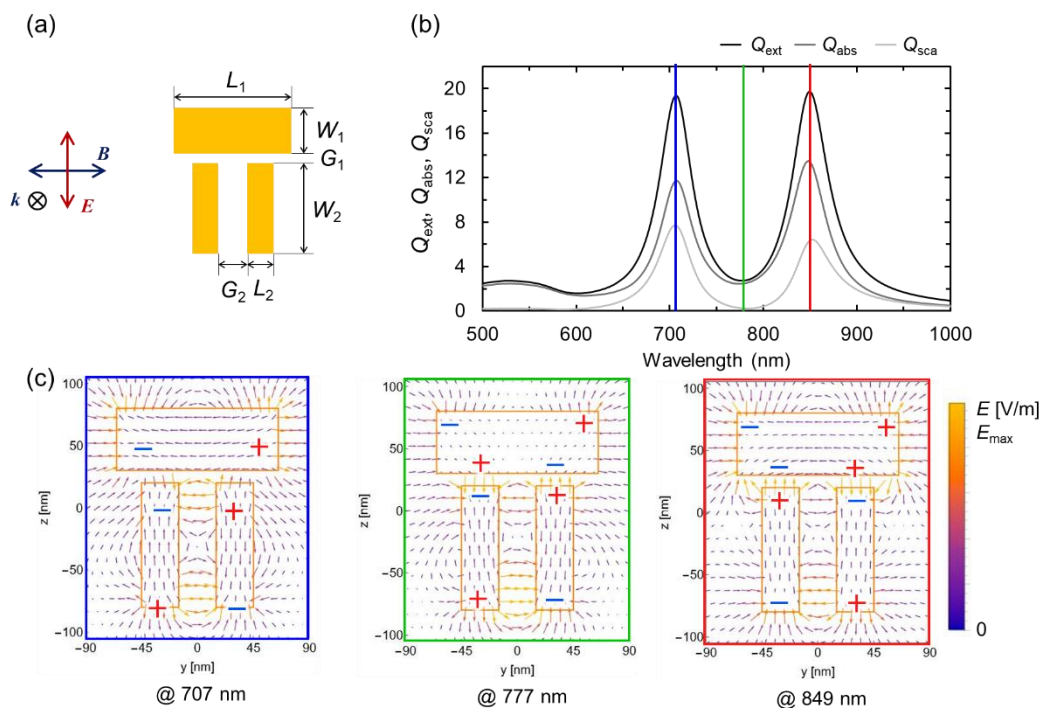 (a)
L1
W1
G1
W2
G2 L2
B
k
E
(b)
Qext Qabs Qsca
Qext, Qabs, Qsca
20
16
12
8
4
0
500 600 700 800 900 1000
Wavelength (nm)
(c)
100
50
0
−50
−100
z [nm]
−90 −45 0 45 90
y [nm]
@ 707 nm
100
50
0
−50
−100
z [nm]
−90 −45 0 45 90
y [nm]
@ 777 nm
100
50
0
−50
−100
z [nm]
−90 −45 0 45 90
y [nm]
@ 849 nm
E [V/m]
Emax
0